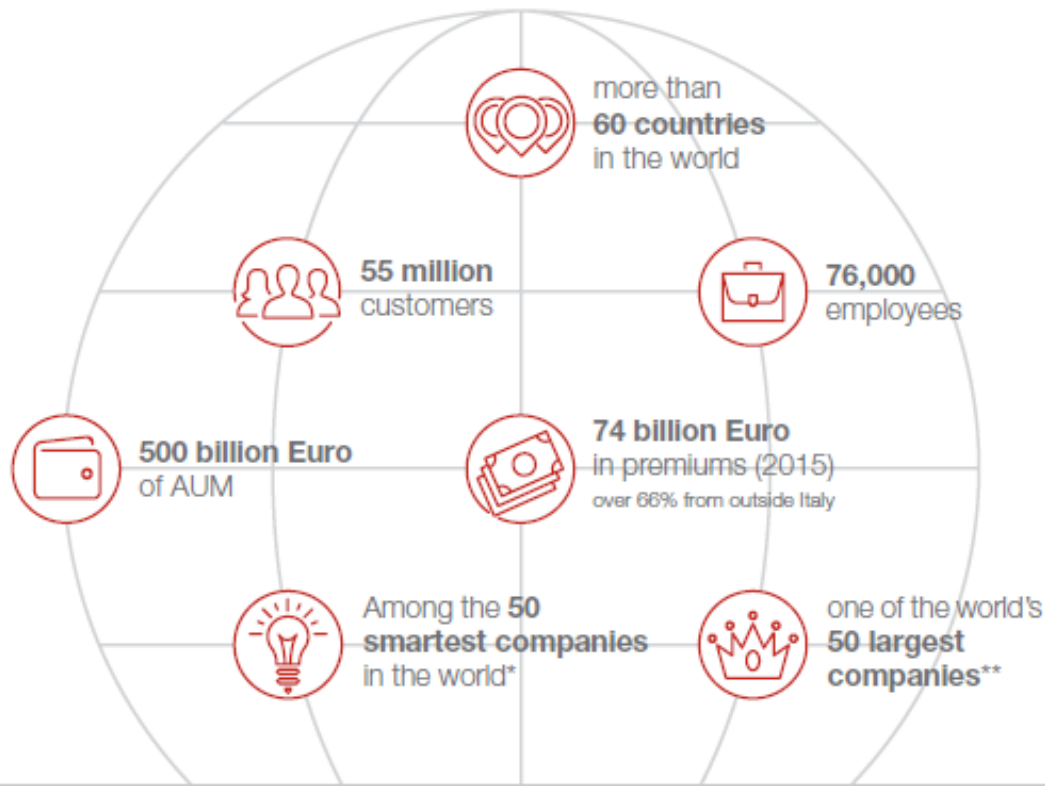 more than
60 countries
in the world
55 million
customers
76,000
employees
500 billion Euro
of AUM
74 billion Euro
in premiums (2015)
over 66% from outside Italy
Among the 50
smartest companies
in the world*
one of the world's
50 largest
companies**